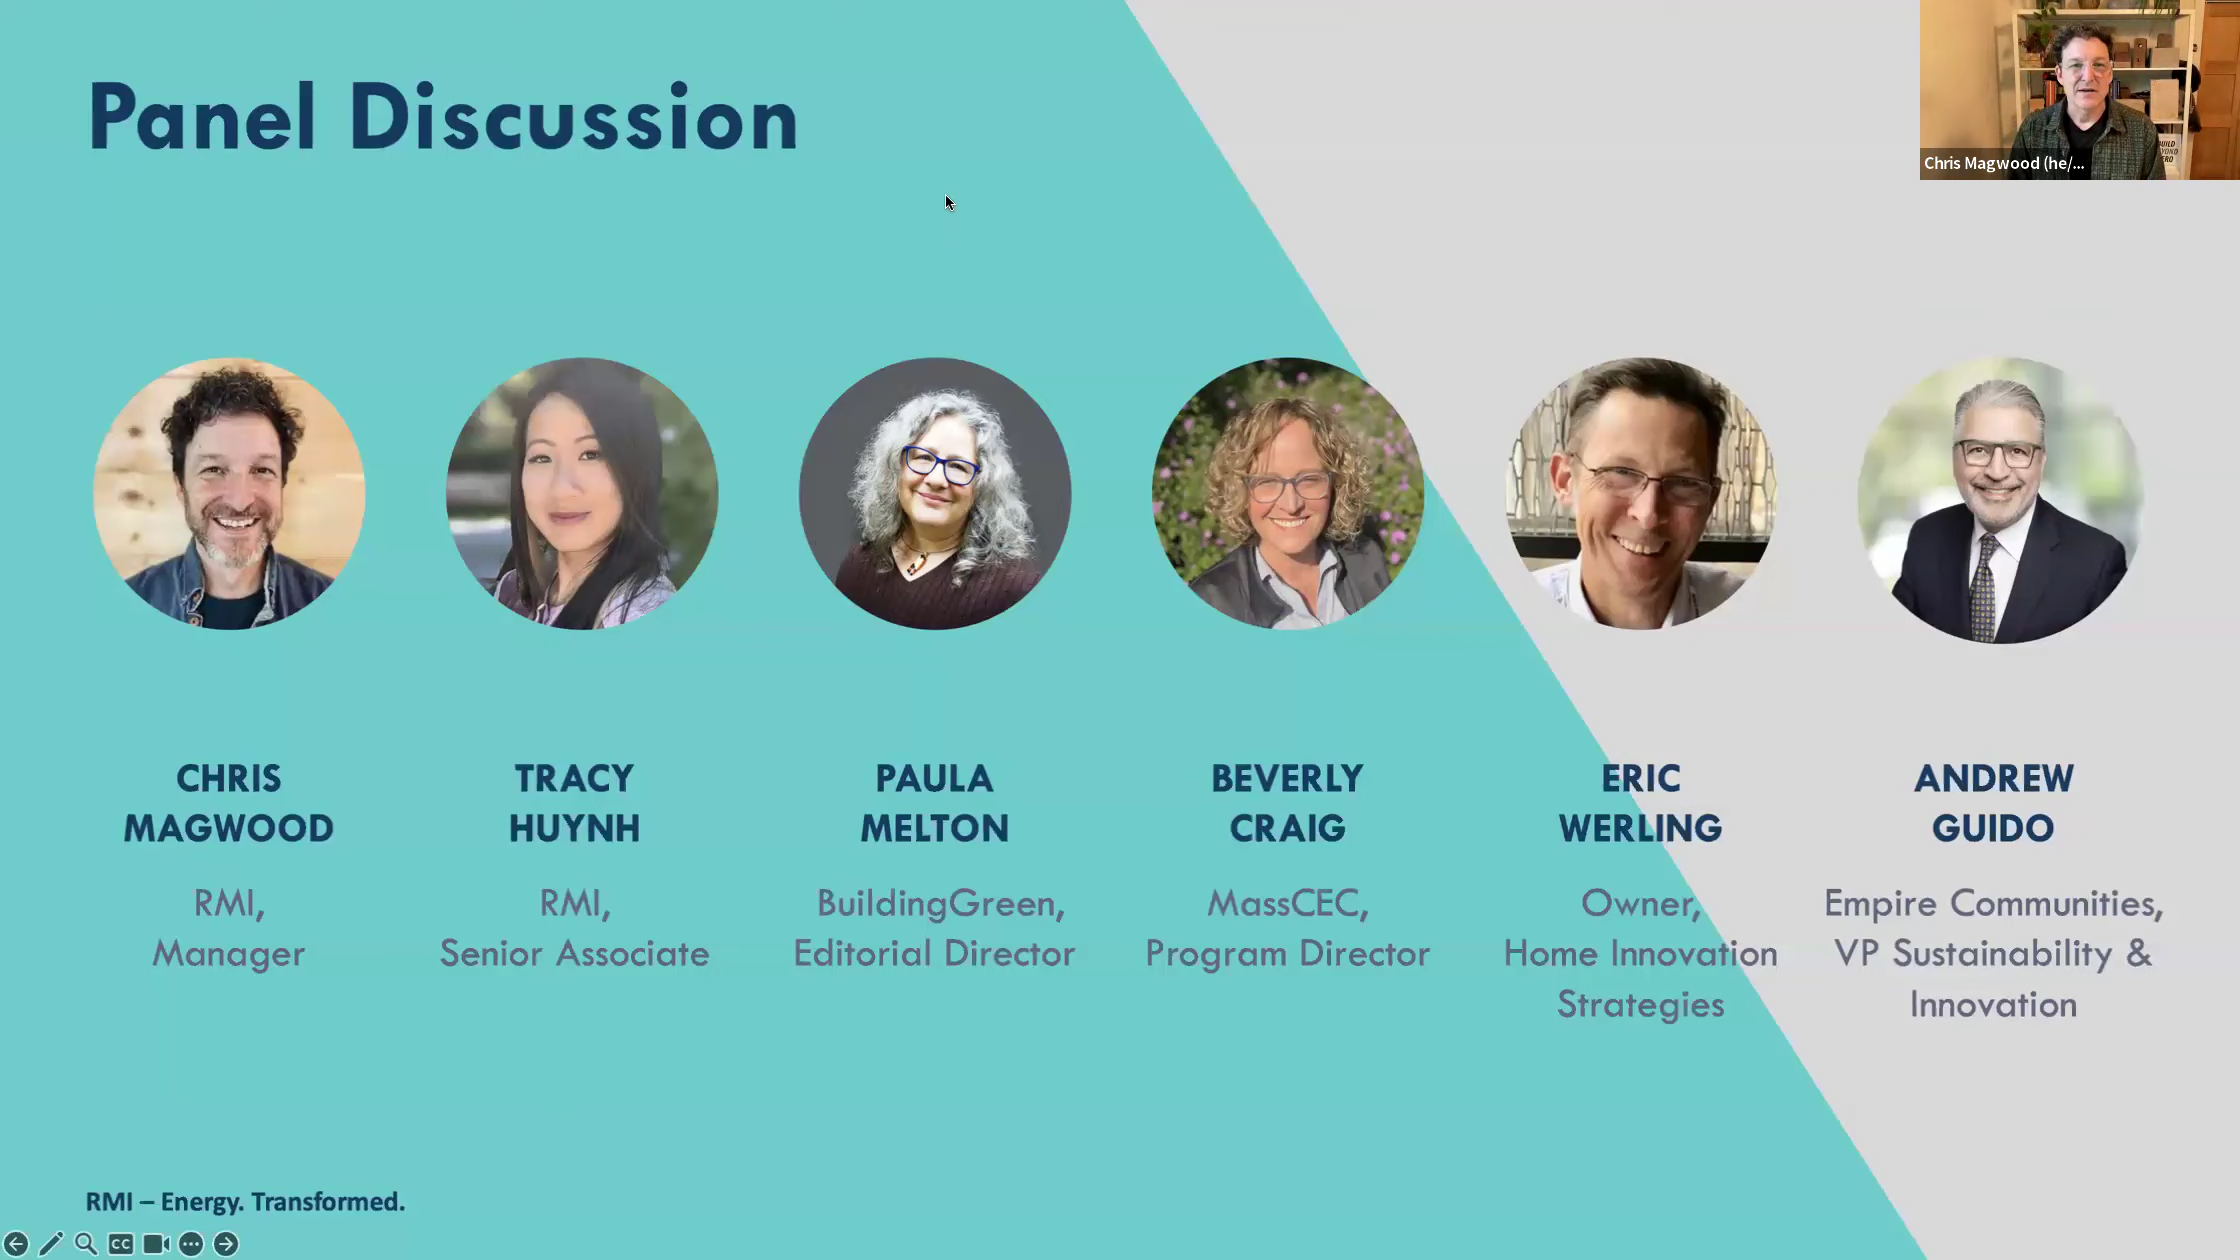 Panel Discussion
Chris Magwood (he/...
CHRIS
MAGWOOD
RMI,
Manager
TRACY
HUYNH
RMI,
Senior Associate
PAULA
MELTON
BuildingGreen,
Editorial Director
BEVERLY
CRAIG
MassCEC,
Program Director
ERIC
WERLING
Owner,
Home Innovation
Strategies
ANDREW
GUIDO
Empire Communities,
VP Sustainability &
Innovation
RMI – Energy. Transformed.
CC